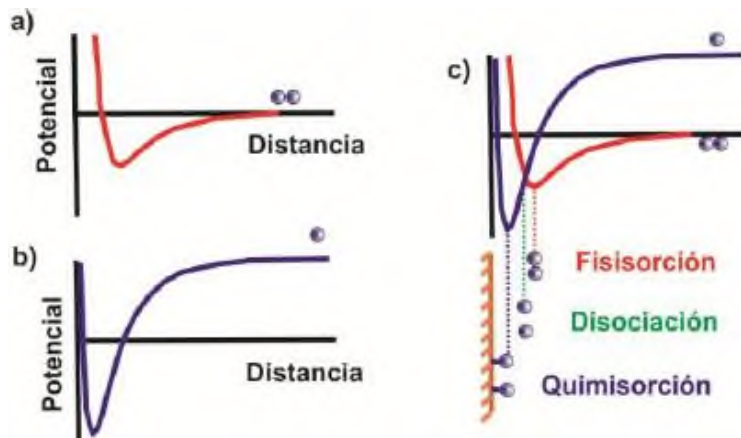 a)
Potencial
Distancia
b)
Potencial
Distancia
c)
Fisisorción
Disociación
Quimisorción